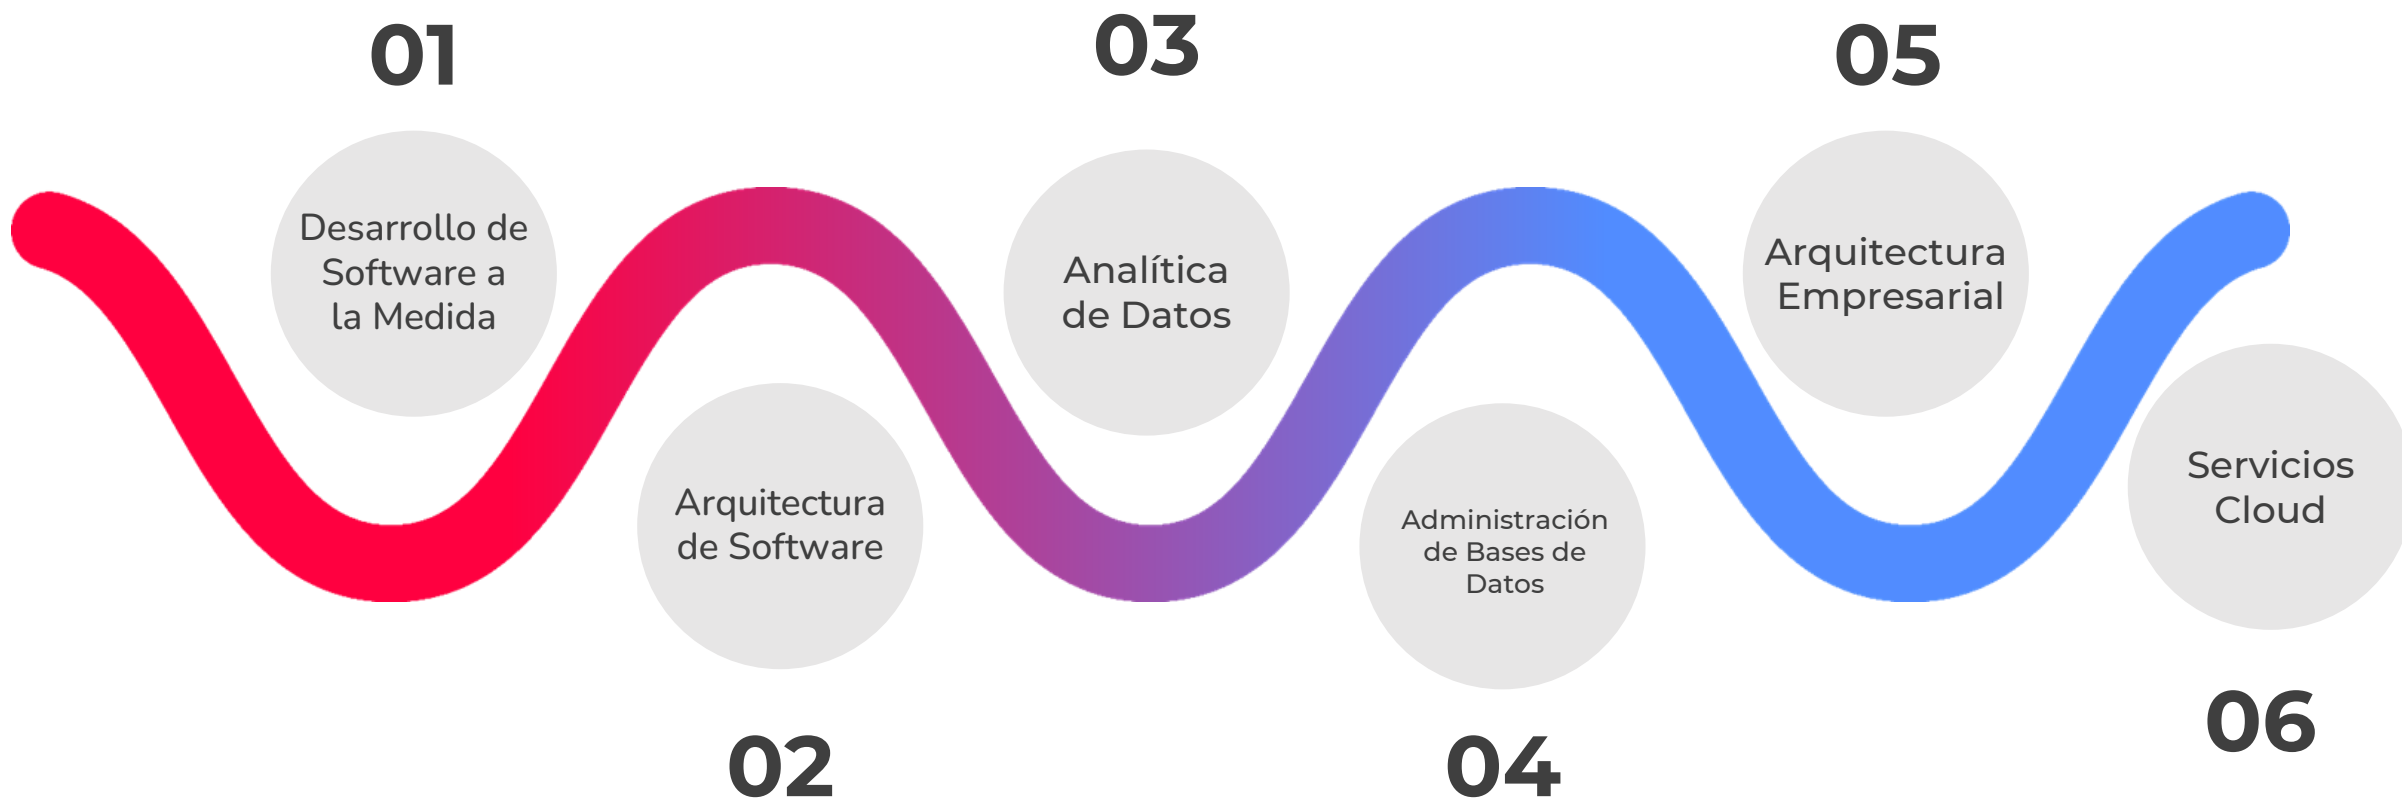 01
Desarrollo de
Software a
la Medida
02
Arquitectura
de Software
03
Analítica
de Datos
04
Administración
de Bases de
Datos
05
Arquitectura
Empresarial
06
Servicios
Cloud